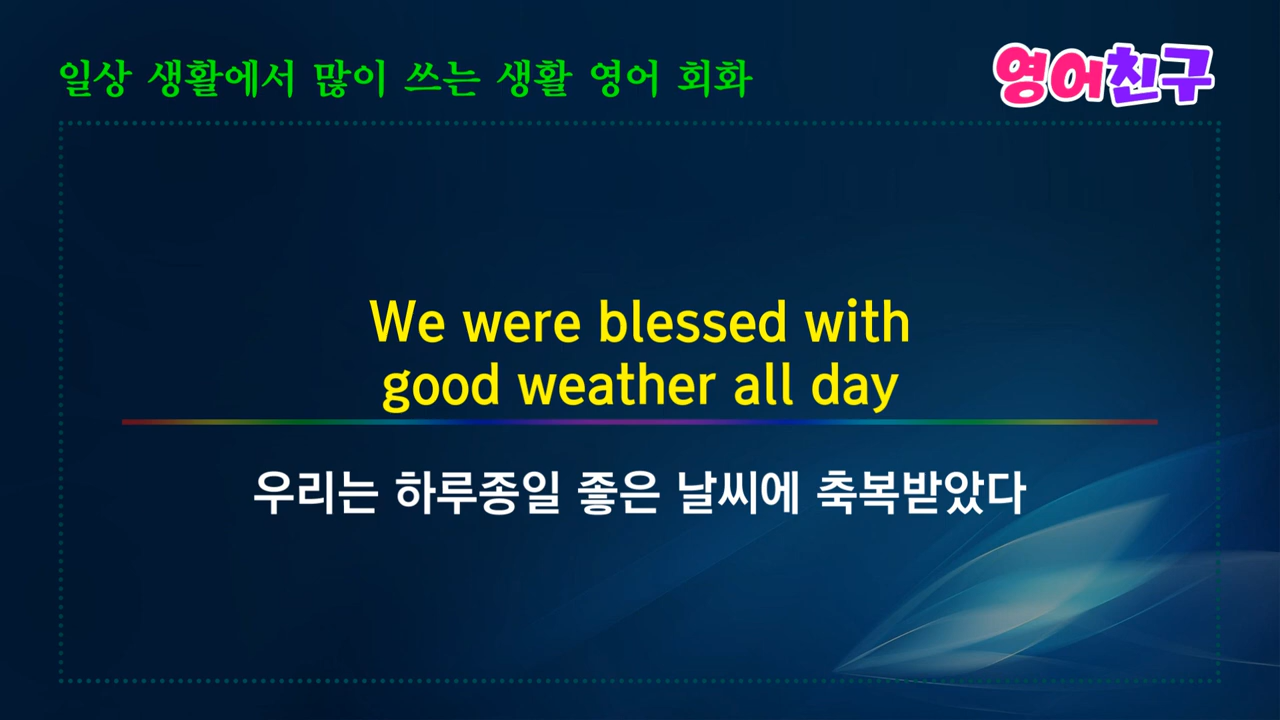 일상 생활에서 많이 쓰는 생활 영어 회화
영어친구
We were blessed with
good weather all day
우리는 하루종일 좋은 날씨에 축복받았다